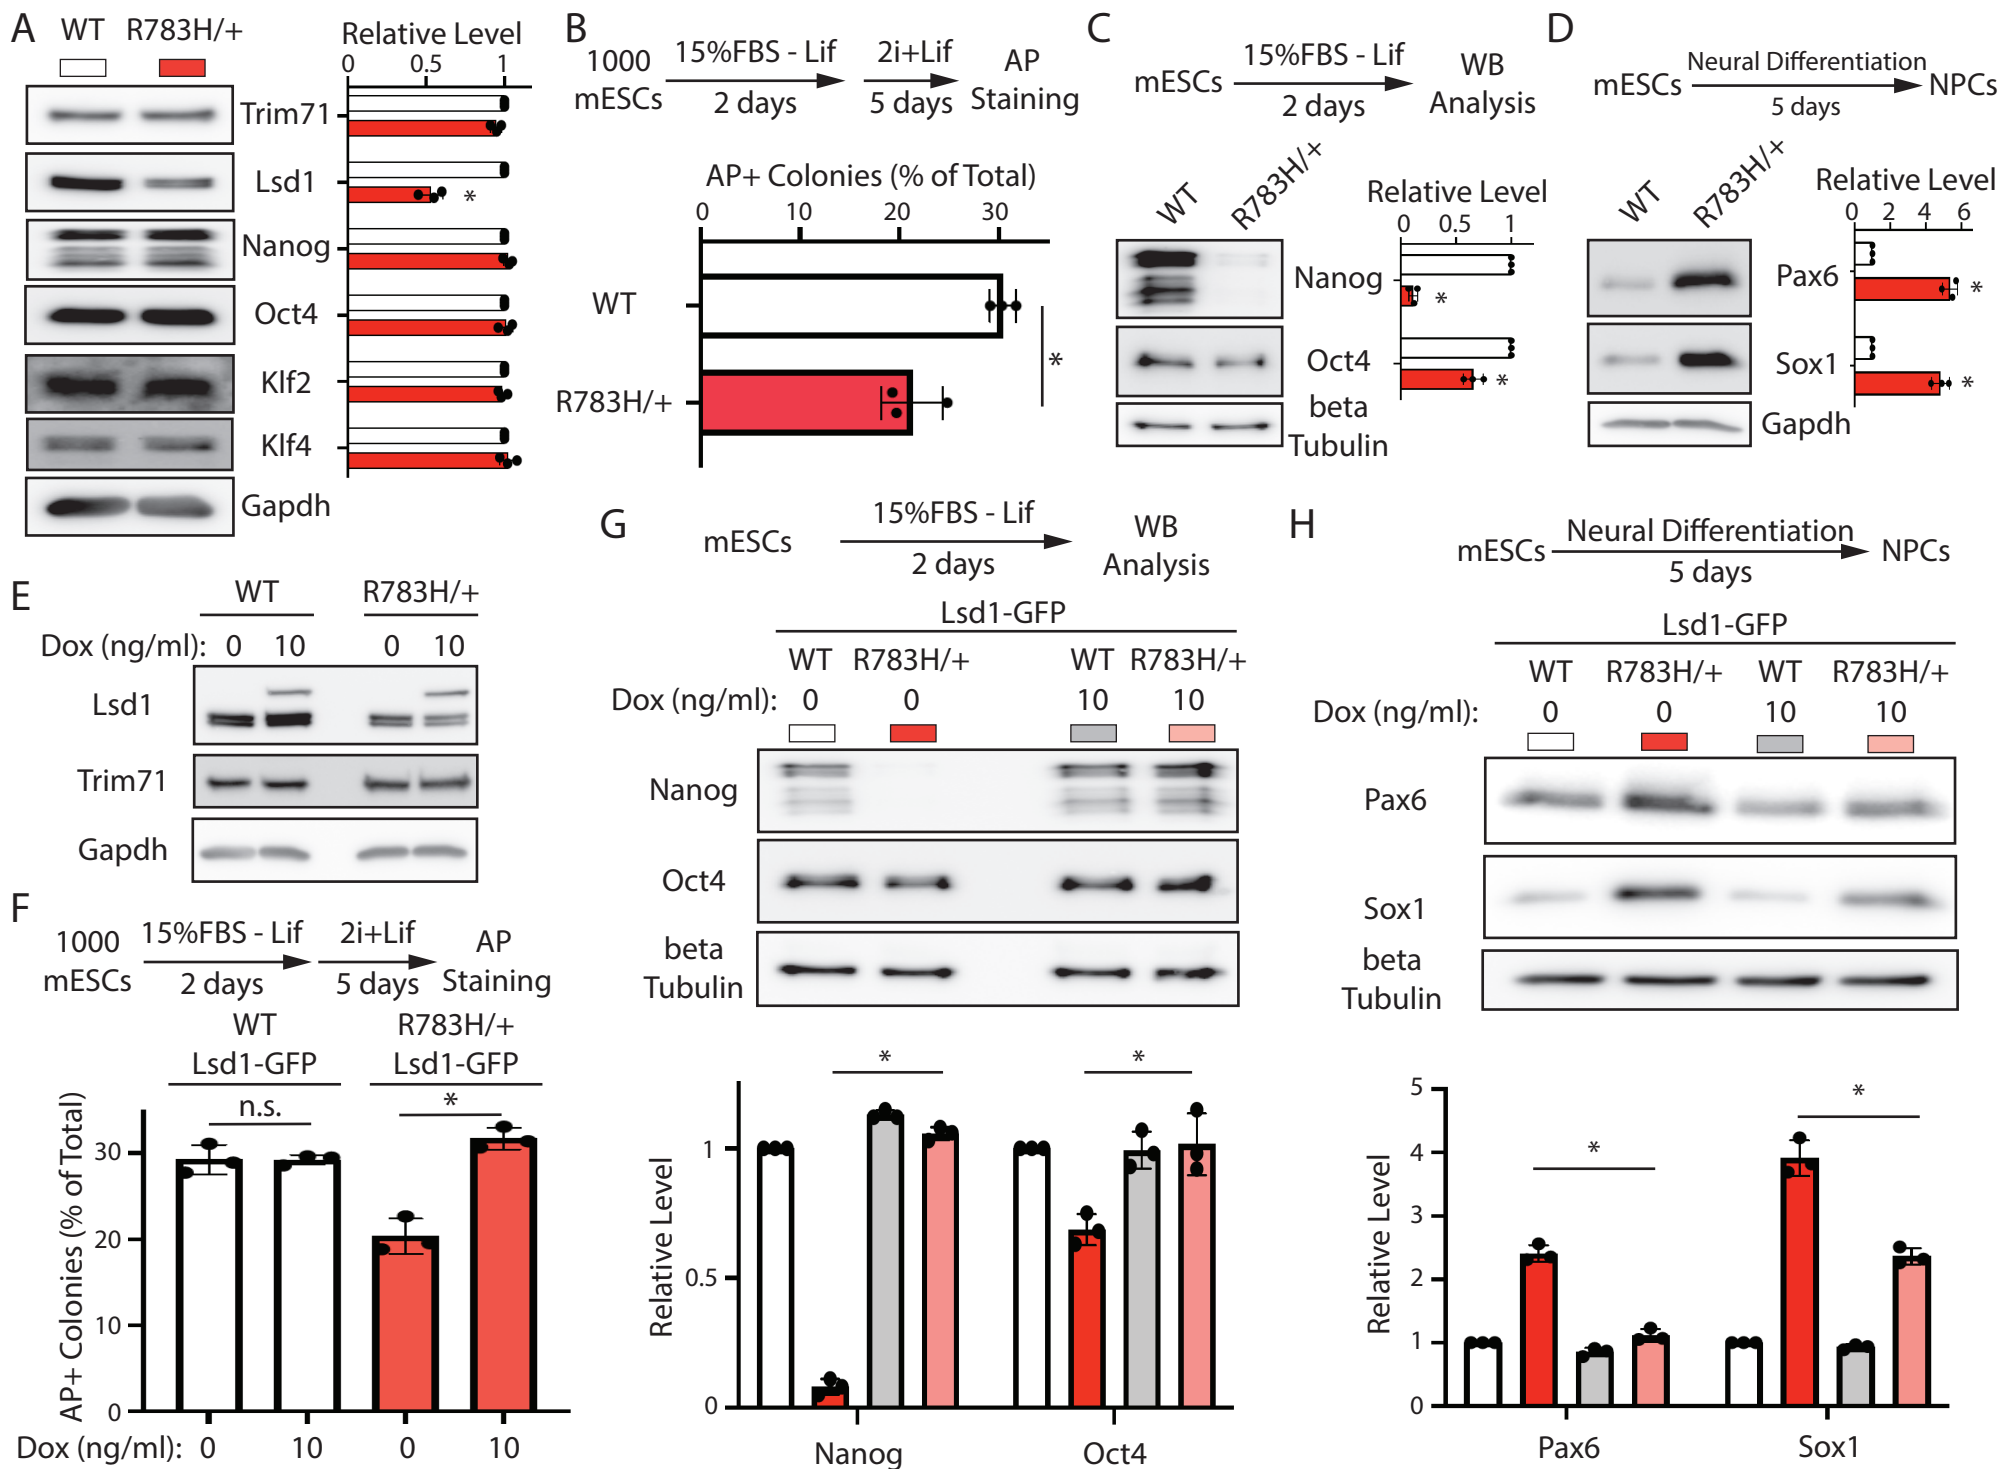 A
WT R783H/+
Relative Level
0 0.5 1
Trim71
Lsd1
*
Nanog
Oct4
Klf2
Klf4
Gapdh
B
1000
mESCs
15%FBS - Lif
2 days
2i+Lif
5 days
AP
Staining
AP+ Colonies (% of Total)
0 10 20 30
WT
R783H/+
*
C
mESCs
15%FBS - Lif
2 days
WB
Analysis
WT R783H/+
Relative Level
0 0.5 1
Nanog
*
Oct4
*
beta
Tubulin
D
mESCs
Neural Differentiation
5 days
NPCs
WT R783H/+
Relative Level
0 2 4 6
Pax6
*
Sox1
*
Gapdh
E
WT R783H/+
Dox (ng/ml): 0 10 0 10
Lsd1
Trim71
Gapdh
F
1000
mESCs
15%FBS - Lif
2 days
2i+Lif
5 days
AP
Staining
WT
Lsd1-GFP
R783H/+
Lsd1-GFP
n.s.
*
AP+ Colonies (% of Total)
30
20
10
0
Dox (ng/ml): 0 10 0 10
G
mESCs
15%FBS - Lif
2 days
WB
Analysis
Lsd1-GFP
WT R783H/+ WT R783H/+
Dox (ng/ml): 0 0 10 10
Nanog
Oct4
beta
Tubulin
* *
Relative Level
1
0.5
0
Nanog Oct4
H
mESCs
Neural Differentiation
5 days
NPCs
Lsd1-GFP
WT R783H/+ WT R783H/+
Dox (ng/ml): 0 0 10 10
Pax6
Sox1
beta
Tubulin
* *
Relative Level
5
4
3
2
1
0
Pax6 Sox1